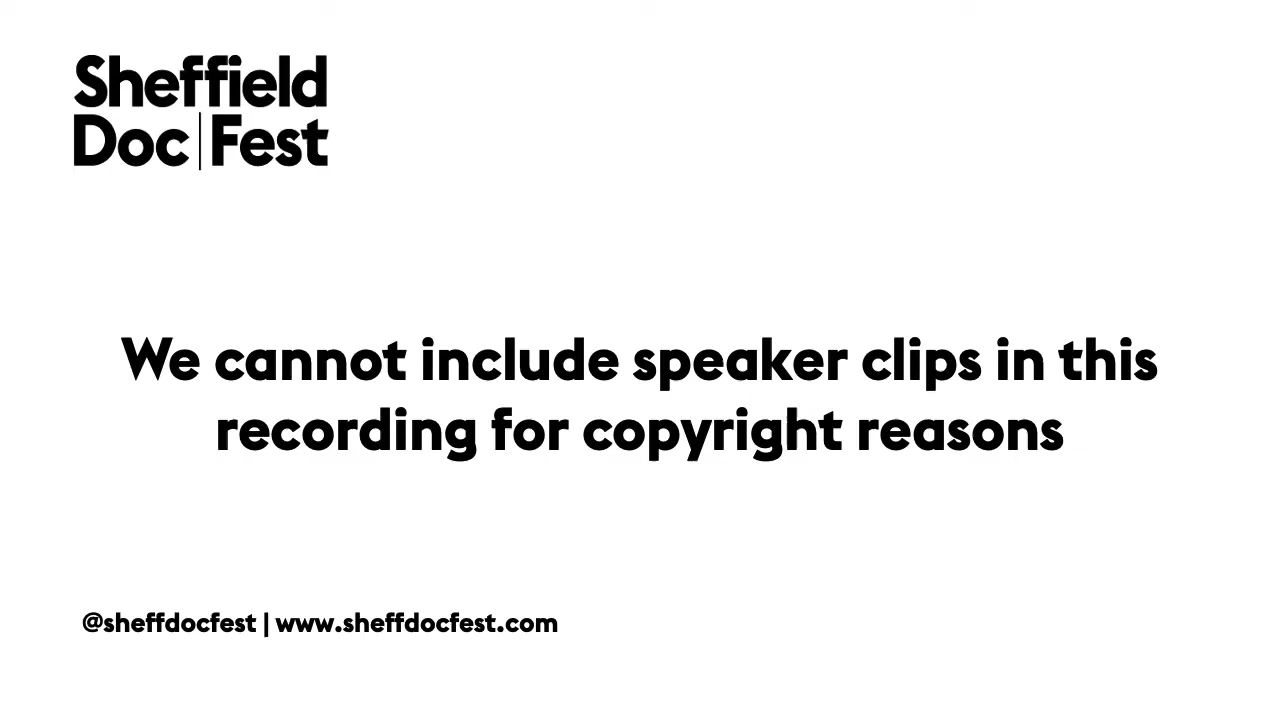 Sheffield
Doc|Fest
We cannot include speaker clips in this
recording for copyright reasons
@sheffdocfest | www.sheffdocfest.com